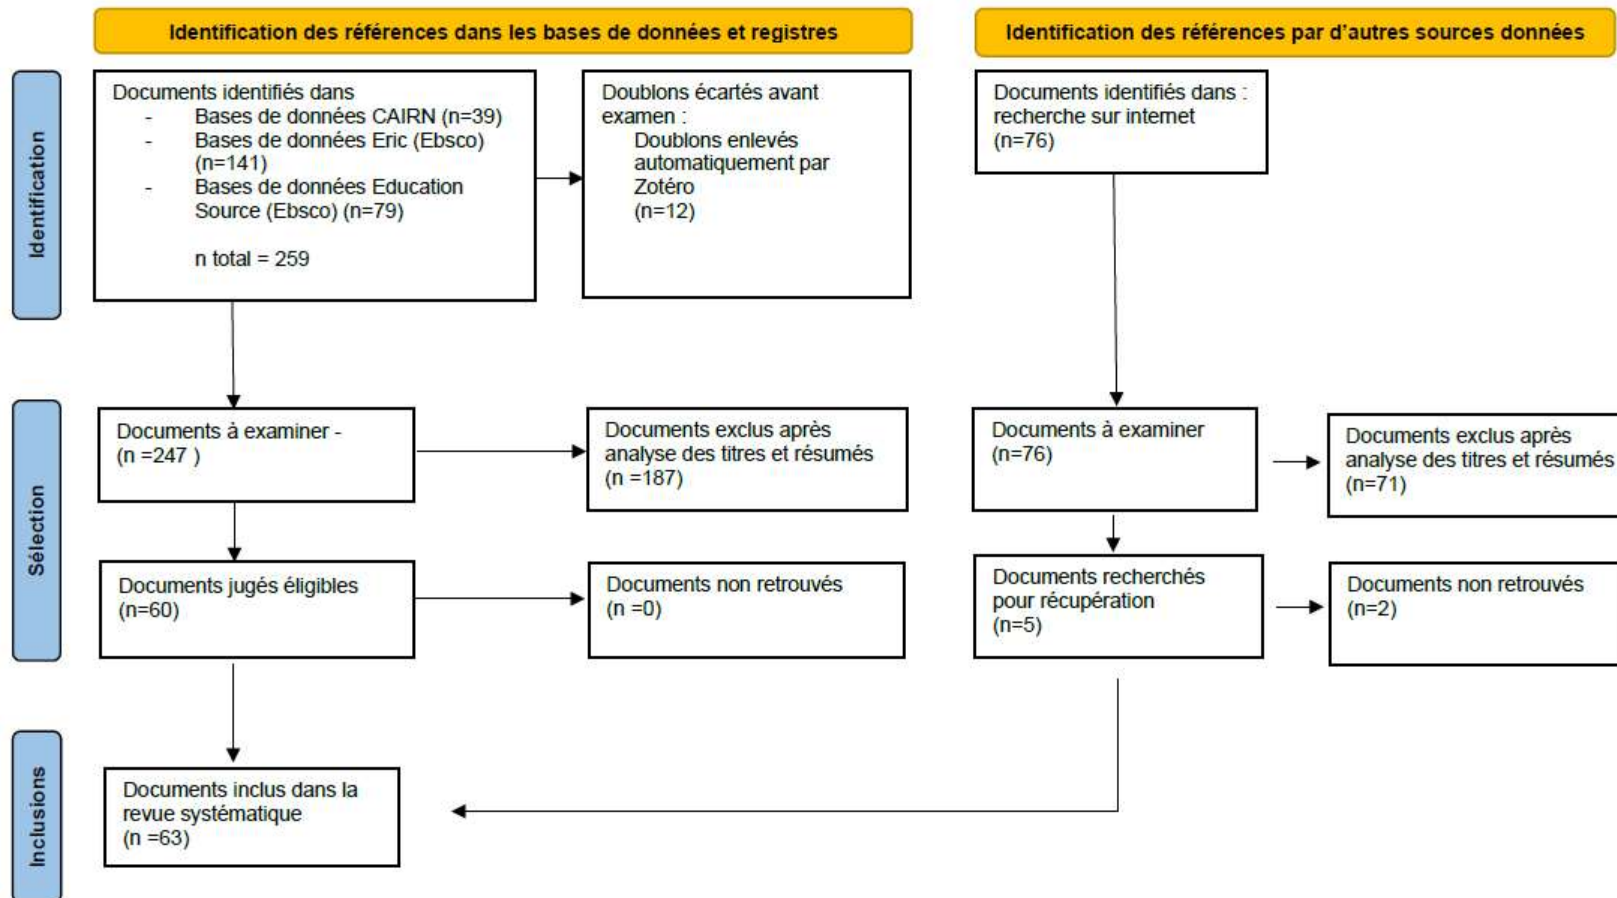 Identification des références dans les bases de données et registres
Identification des références par d'autres sources données
Identification
Documents identifiés dans
- Bases de données CAIRN (n=39)
- Bases de données Eric (Ebsco)
(n=141)
- Bases de données Education
Source (Ebsco) (n=79)
n total = 259
Doublons écartés avant
examen :
Doublons enlevés
automatiquement par
Zotéro
(n=12)
Documents identifiés dans :
recherche sur internet
(n=76)
Sélection
Documents à examiner -
(n =247 )
Documents exclus après
analyse des titres et résumés
(n =187)
Documents à examiner
(n=76)
Documents exclus après
analyse des titres et résumés
(n=71)
Documents jugés éligibles
(n=60)
Documents non retrouvés
(n =0)
Documents recherchés
pour récupération
(n=5)
Documents non retrouvés
(n=2)
Inclusions
Documents inclus dans la
revue systématique
(n =63)